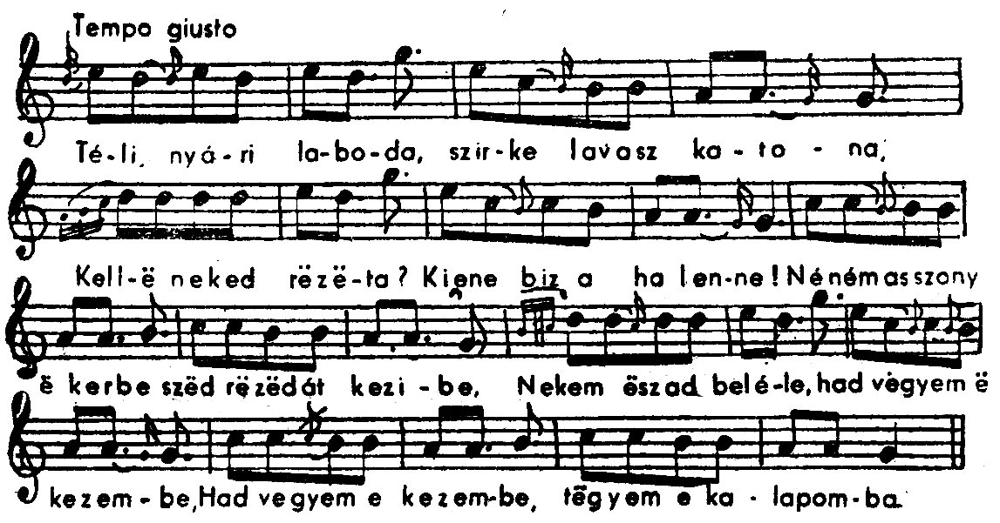 Tempo giusto
Té-li, nyá-ri la-bo-da, szir-ke lavasz ka-to-na,
Kell-ë neked rëzë-ta? Kiene biz a ha len-ne! Nénémasszony
ë kerbe szëd rëzëdát kezi-be, Nekem ëszad belé-le, had vëgyem ë
kezem-be, Had vegyem e kezem-be, tëgyem e ka-lapom-ba.